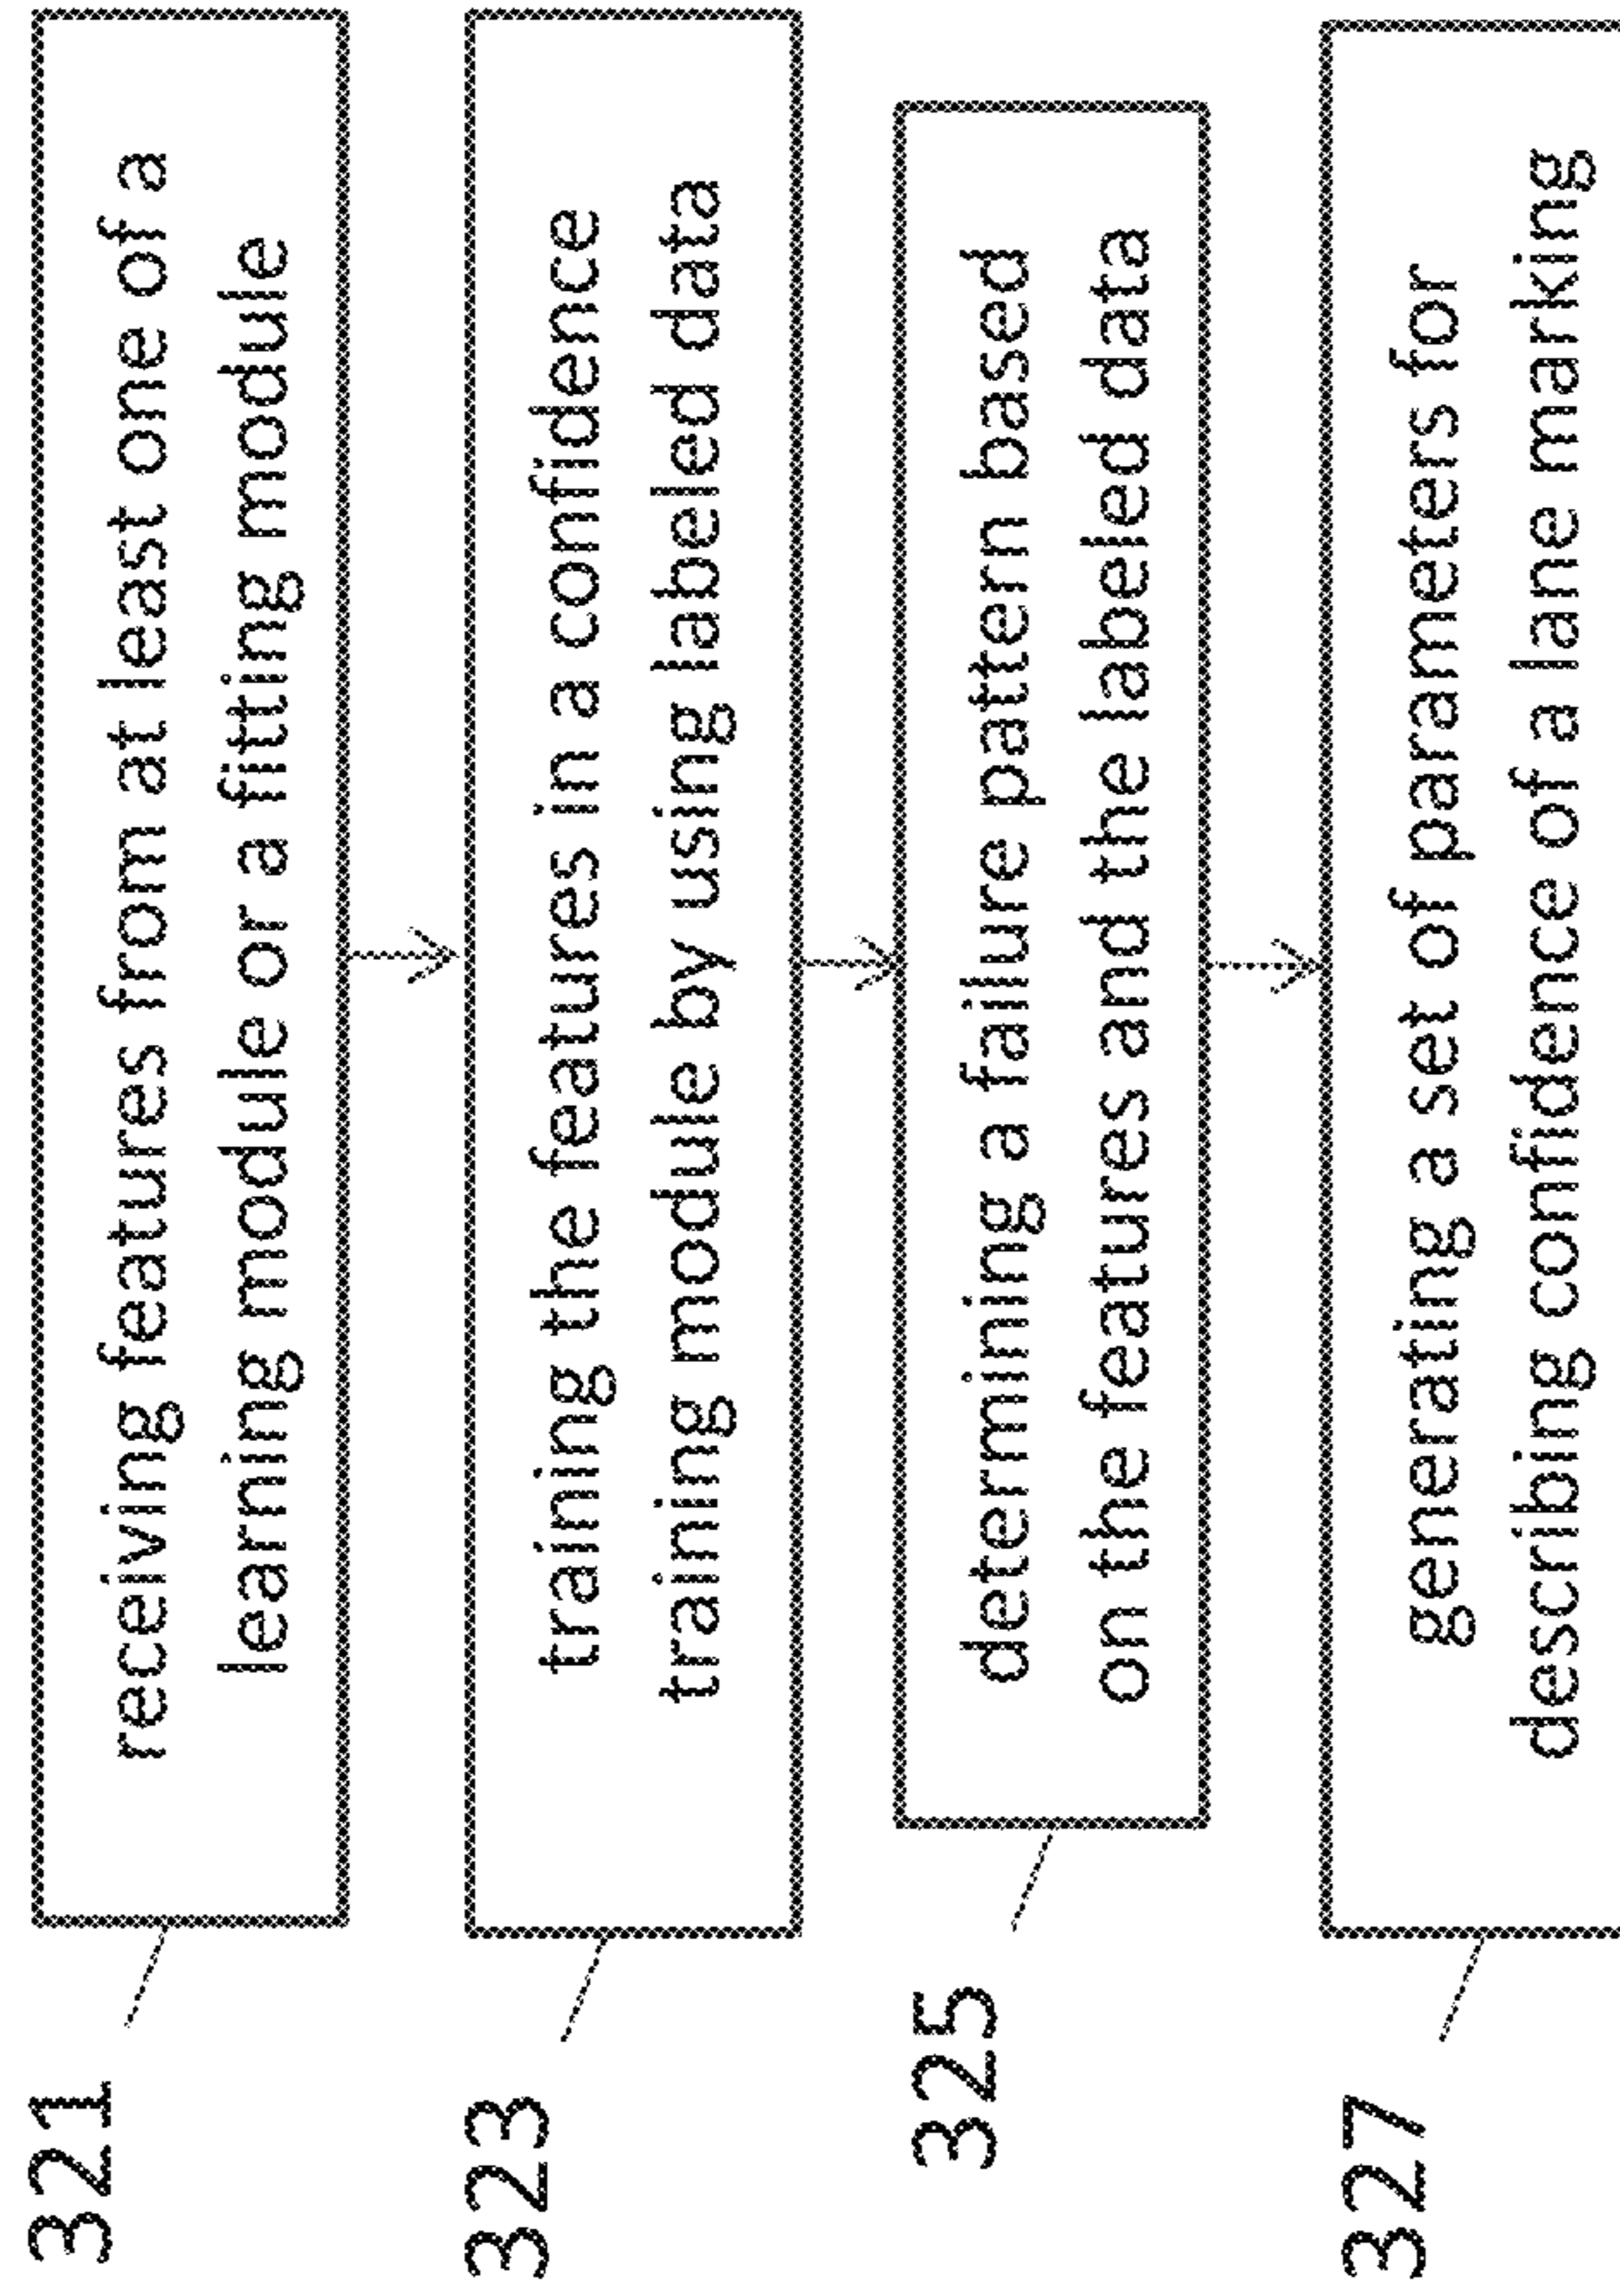 321
receiving features from at least one of a
learning module or a fitting module
323
training the features in a confidence
training module by using labeled data
325
determining a failure pattern based
on the features and the labeled data
327
generating a set of parameters for
describing confidence of a lane marking